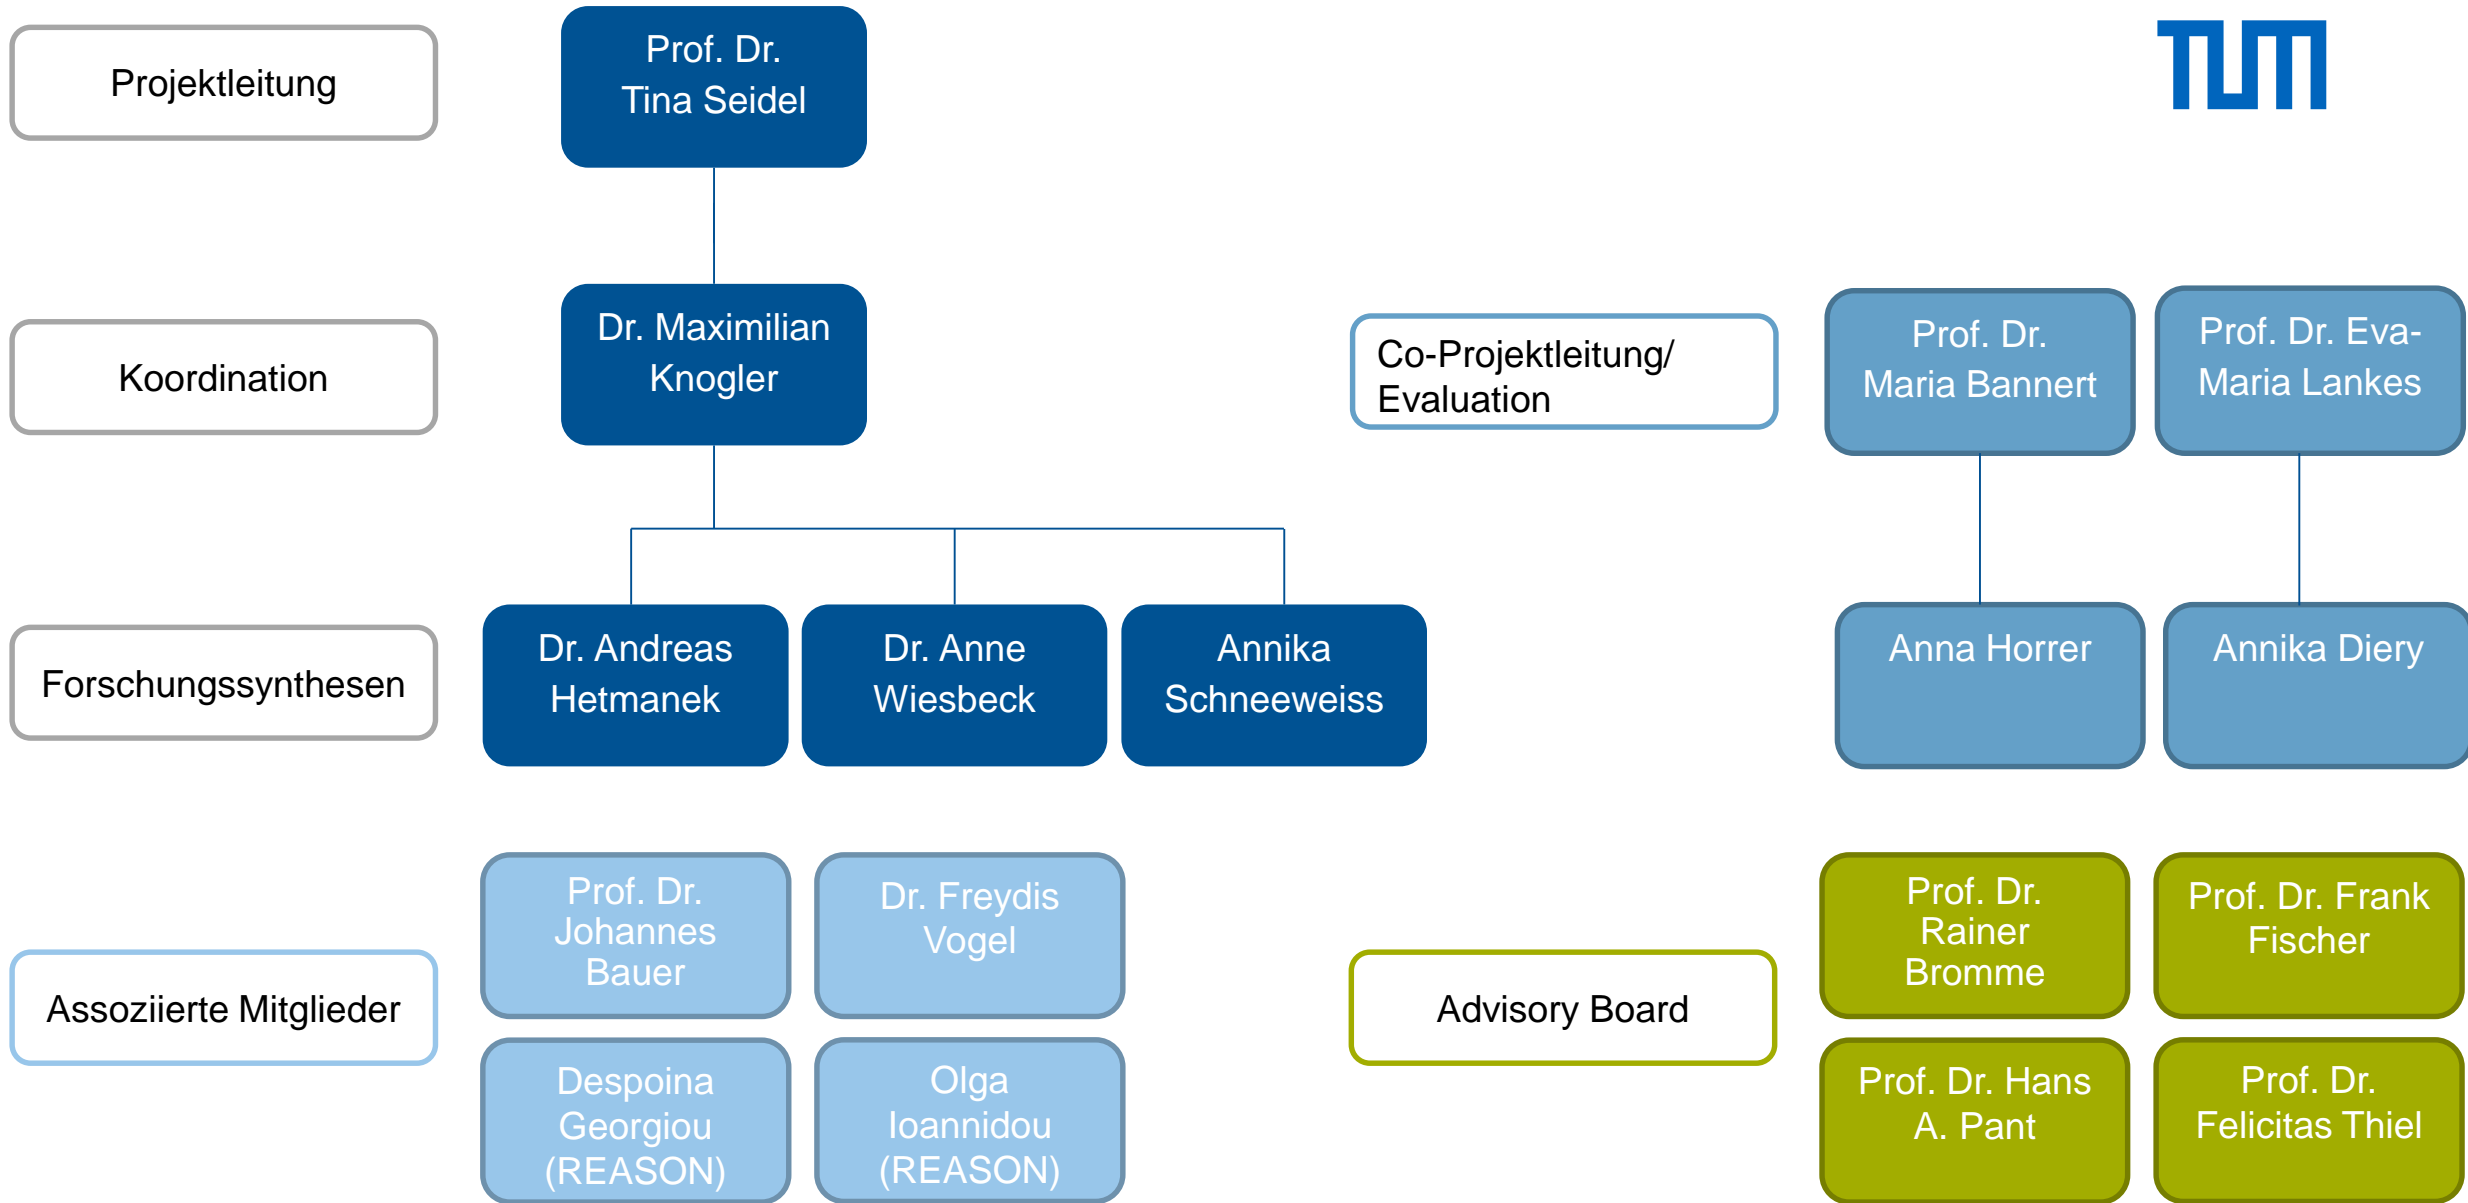 Projektleitung
Prof. Dr.
Tina Seidel
TUM
Koordination
Dr. Maximilian
Knogler
Co-Projektleitung/
Evaluation
Prof. Dr.
Maria Bannert
Prof. Dr. Eva-
Maria Lankes
Forschungssynthesen
Dr. Andreas
Hetmanek
Dr. Anne
Wiesbeck
Annika
Schneeweiss
Anna Horrer
Annika Diery
Assoziierte Mitglieder
Prof. Dr.
Johannes
Bauer
Dr. Freydis
Vogel
Despoina
Georgiou
(REASON)
Olga
Ioannidou
(REASON)
Advisory Board
Prof. Dr.
Rainer
Bromme
Prof. Dr. Frank
Fischer
Prof. Dr. Hans
A. Pant
Prof. Dr.
Felicitas Thiel